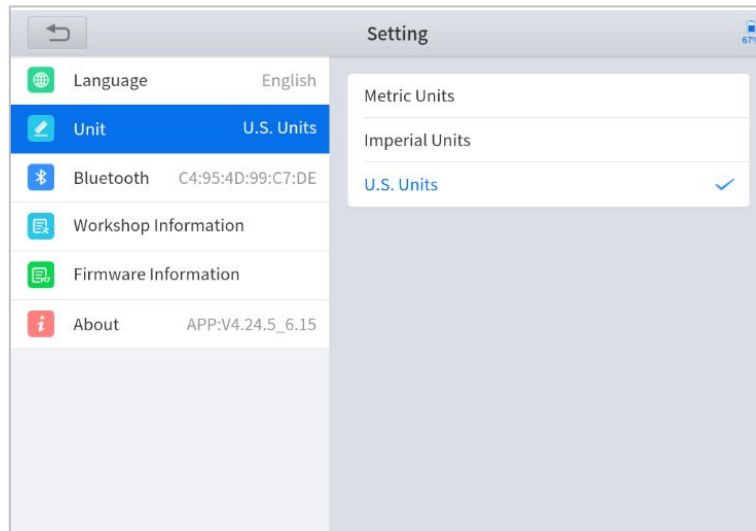 Setting
67%
Language English
Unit U.S. Units
Bluetooth C4:95:4D:99:C7:DE
Workshop Information
Firmware Information
About APP:V4.24.5_6.15
Metric Units
Imperial Units
U.S. Units